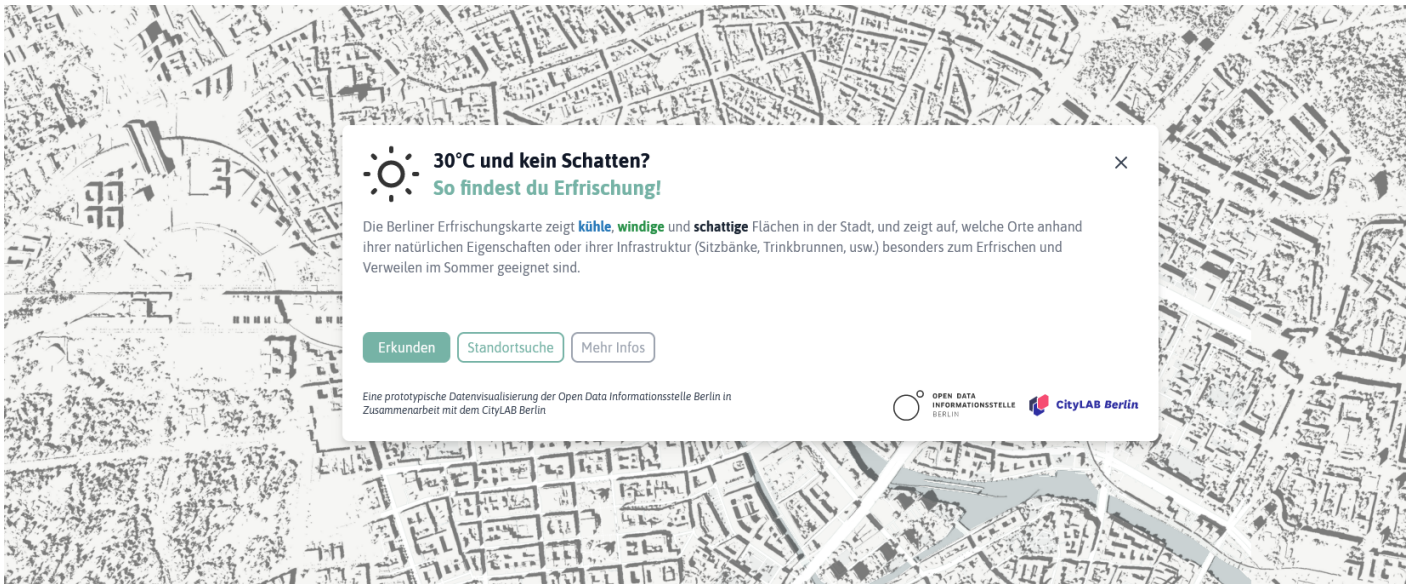 30°C und kein Schatten?
So findest du Erfrischung!
Die Berliner Erfrischungskarte zeigt kühle, windige und schattige Flächen in der Stadt, und zeigt auf, welche Orte anhand
ihrer natürlichen Eigenschaften oder ihrer Infrastruktur (Sitzbänke, Trinkbrunnen, usw.) besonders zum Erfrischen und
Verweilen im Sommer geeignet sind.
Erkunden
Standortsuche
Mehr Infos
Eine prototypische Datenvisualisierung der Open Data Informationsstelle Berlin in
Zusammenarbeit mit dem CityLAB Berlin
OPEN DATA
INFORMATIONSSTELLE
BERLIN
CityLAB Berlin